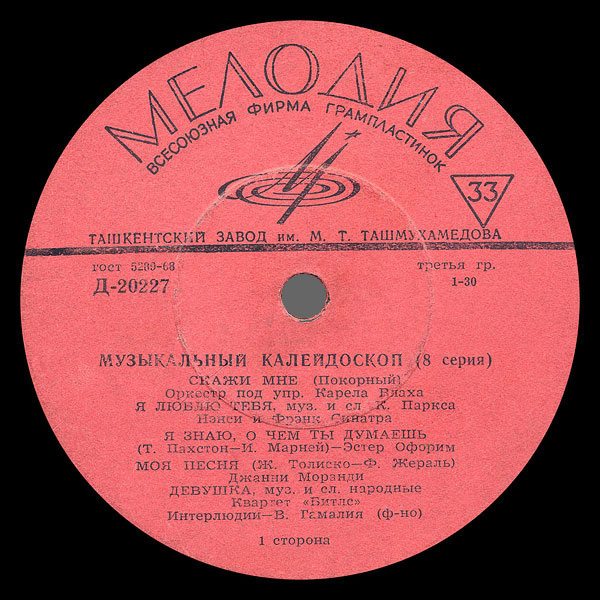 МЕЛОДИЯ
ВСЕСОЮЗНАЯ ФИРМА ГРАМПЛАСТИНОК
33
ТАШКЕНТСКИЙ ЗАВОД им. М. Т. ТАШМУХАМЕДОВА
гост 5289-68
третья гр.
Д-20227
1-30
МУЗЫКАЛЬНЫЙ КАЛЕЙДОСКОП (8 серия)
СКАЖИ МНЕ (Покорный)
Оркестр под упр. Карела Влаха
Я ЛЮБЛЮ ТЕБЯ, муз. и сл К. Паркса
Нэнси и Фрэнк Синатра
Я ЗНАЮ, О ЧЕМ ТЫ ДУМАЕШЬ
(Т. Пахстон—И. Марней)—Эстер Офорим
МОЯ ПЕСНЯ (Ж. Толиско—Ф. Жераль)
Джанни Моранди
ДЕВУШКА, муз. и сл. народные
Квартет «Битлс»
Интерлюдии—В. Гамалия (ф-но)
1 сторона